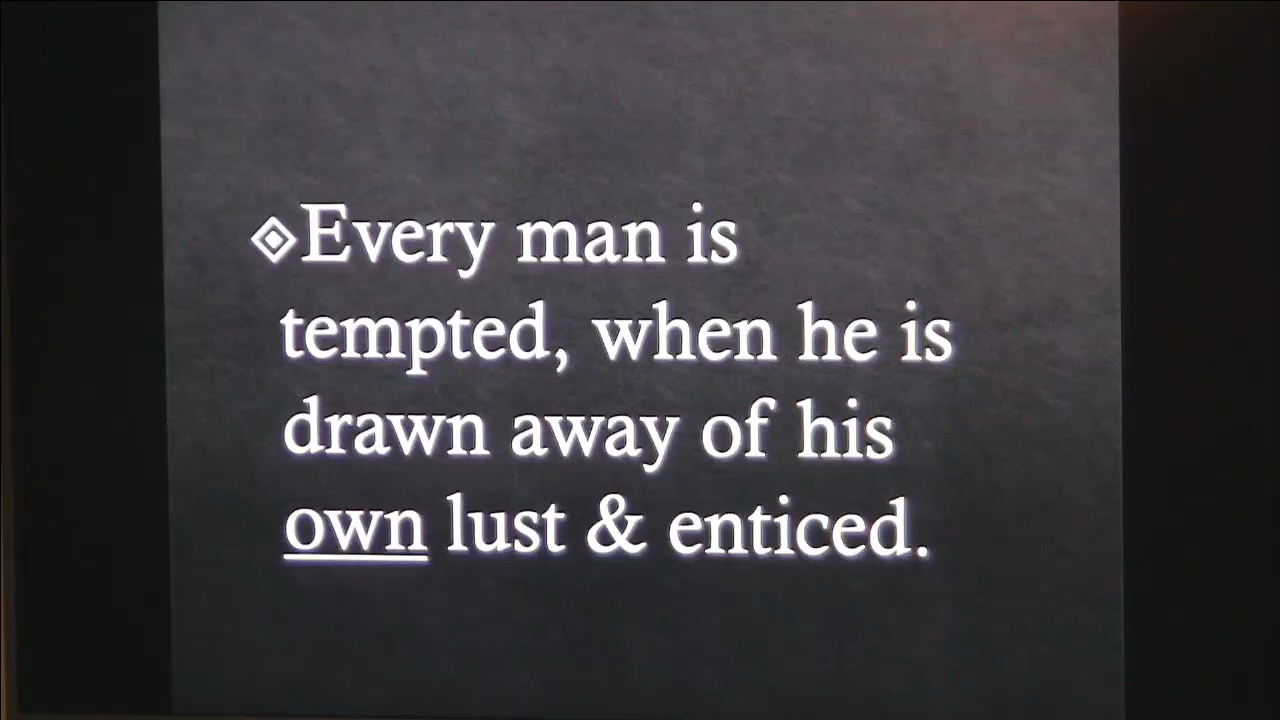 Every man is
tempted, when he is
drawn away of his
own lust & enticed.